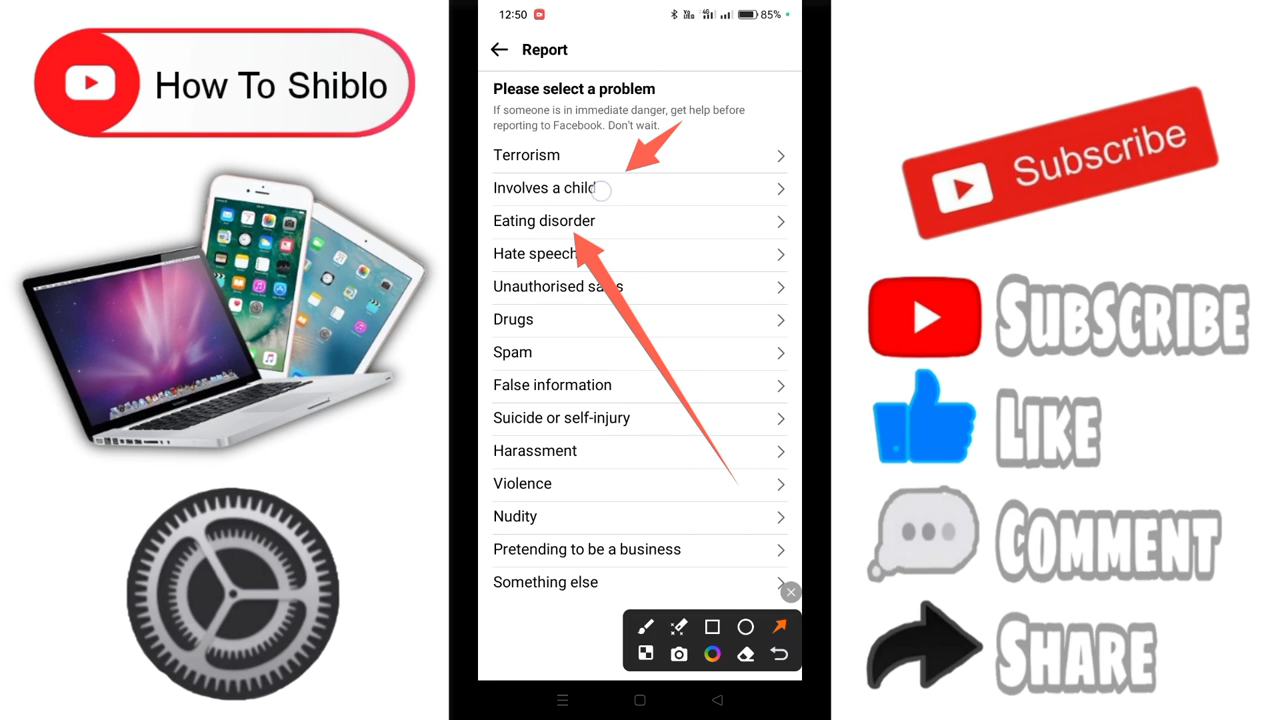 How To Shiblo
12:50
4G
85%
Report
Please select a problem
If someone is in immediate danger, get help before
reporting to Facebook. Don't wait.
Terrorism
Involves a child
Eating disorder
Hate speech
Unauthorised sales
Drugs
Spam
False information
Suicide or self-injury
Harassment
Violence
Nudity
Pretending to be a business
Something else
Subscribe
SUBSCRIBE
LIKE
COMMENT
SHARE